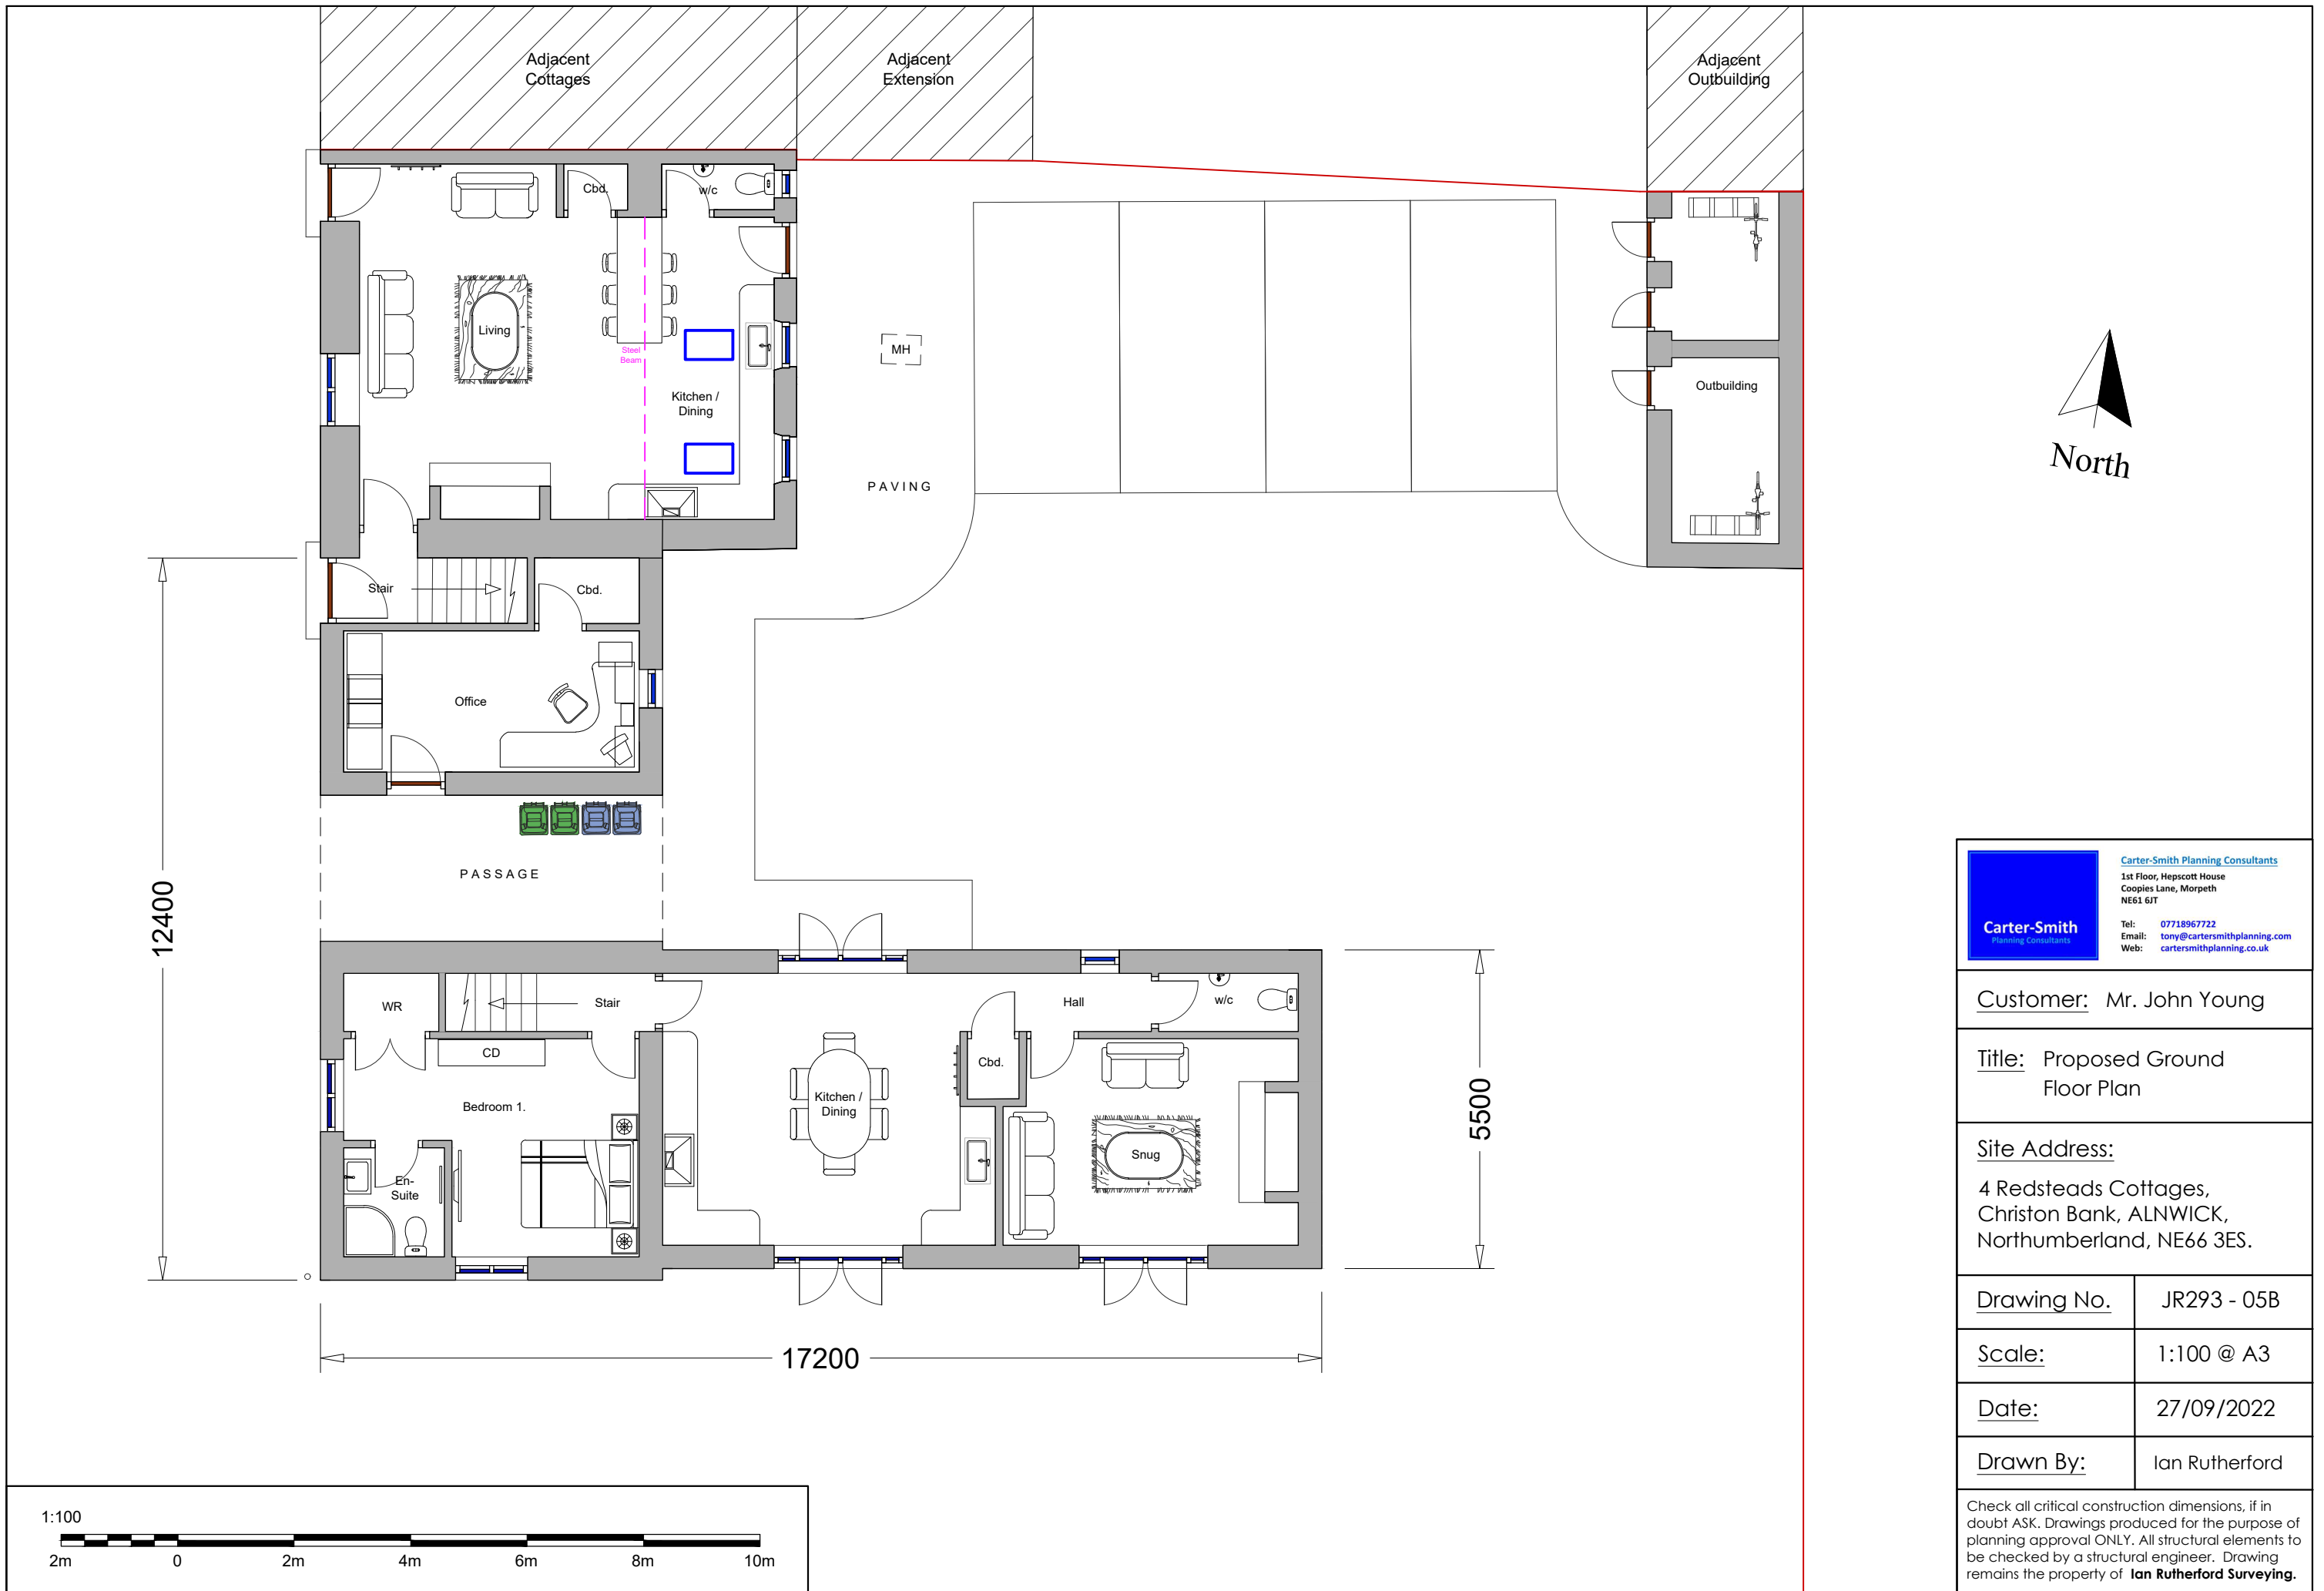 Adjacent
Cottages
Adjacent
Extension
Adjacent
Outbuilding
Cbd.
w/c
Living
Steel
Beam
Kitchen /
Dining
MH
PAVING
Outbuilding
North
Stair
Cbd.
Office
PASSAGE
12400
WR
Stair
CD
Bedroom 1.
En-
Suite
Kitchen /
Dining
Hall
w/c
Cbd.
Snug
5500
17200
1:100
2m 0 2m 4m 6m 8m 10m
Carter-Smith
Planning Consultants
Carter-Smith Planning Consultants
1st Floor, Hepscott House
Coopies Lane, Morpeth
NE61 6JT
Tel: 07718967722
Email: tony@cartersmithplanning.com
Web: cartersmithplanning.co.uk
Customer: Mr. John Young
Title: Proposed Ground
Floor Plan
Site Address:
4 Redsteads Cottages,
Christon Bank, ALNWICK,
Northumberland, NE66 3ES.
Drawing No. JR293 - 05B
Scale: 1:100 @ A3
Date: 27/09/2022
Drawn By: Ian Rutherford
Check all critical construction dimensions, if in
doubt ASK. Drawings produced for the purpose of
planning approval ONLY. All structural elements to
be checked by a structural engineer. Drawing
remains the property of Ian Rutherford Surveying.